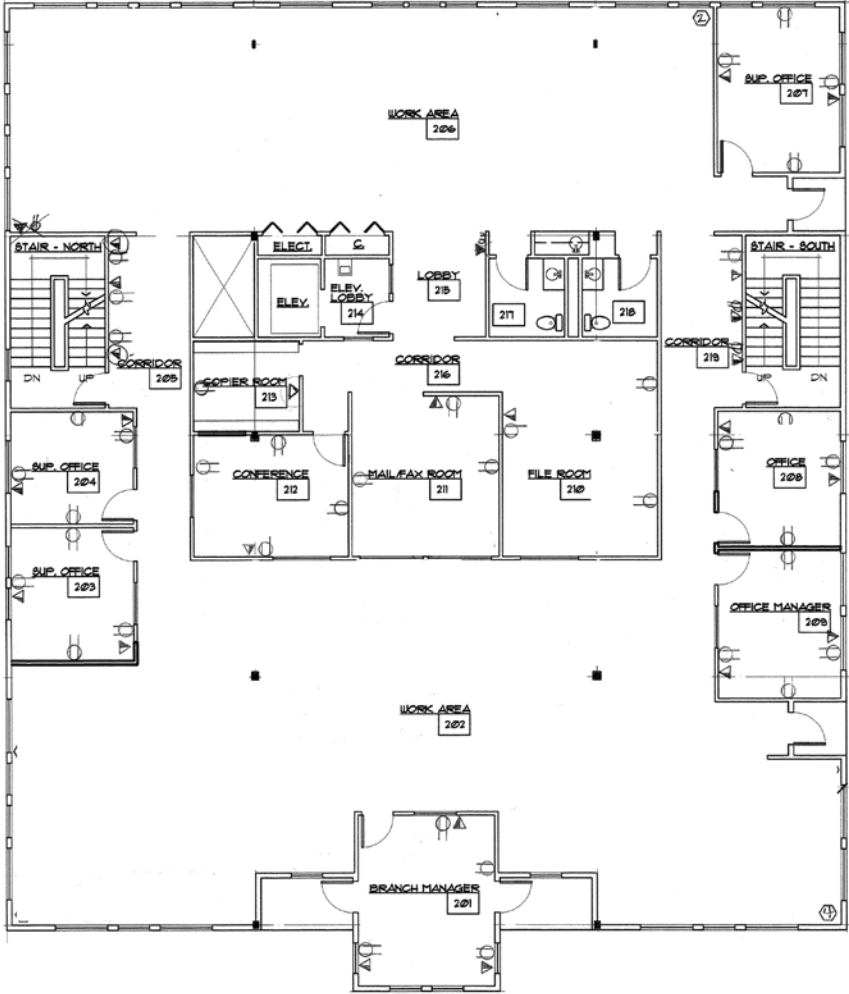 2
SUP. OFFICE
207
WORK AREA
206
STAIR - NORTH
ELECT.
C.
STAIR - SOUTH
ELEV.
ELEV.
LOBBY
214
LOBBY
215
217
218
DN
UP
CORRIDOR
205
COPIER ROOM
213
CORRIDOR
216
CORRIDOR
219
UP
DN
SUP. OFFICE
204
CONFERENCE
212
MAIL/FAX ROOM
211
FILE ROOM
210
OFFICE
208
SUP. OFFICE
203
OFFICE MANAGER
209
WORK AREA
202
BRANCH MANAGER
201
4